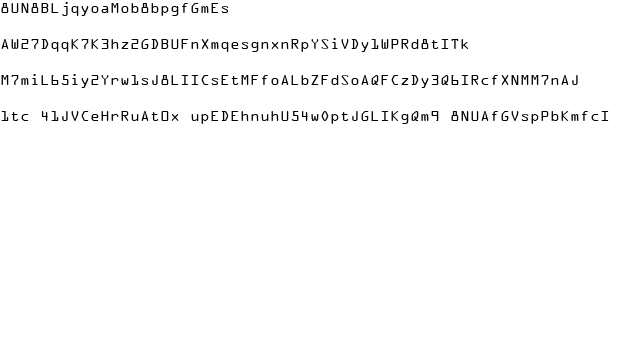 8UN8BLjqyoaMob8bpgfGmEs
AW27DqqK7K3hz2GDBUFnXmqesgnxnRpYSiVDy1WPRd8tITk
M7miL65iy2Yrw1sJ8LIICsEtMFfoALbZFdSoAQFCzDy3Q6IRcfXNMM7nAJ
1tc 41JVCeHrRuAtOx upEDEhnuhU54w0ptJGLIKgQm9 8NUAfGVspPbKmfcI